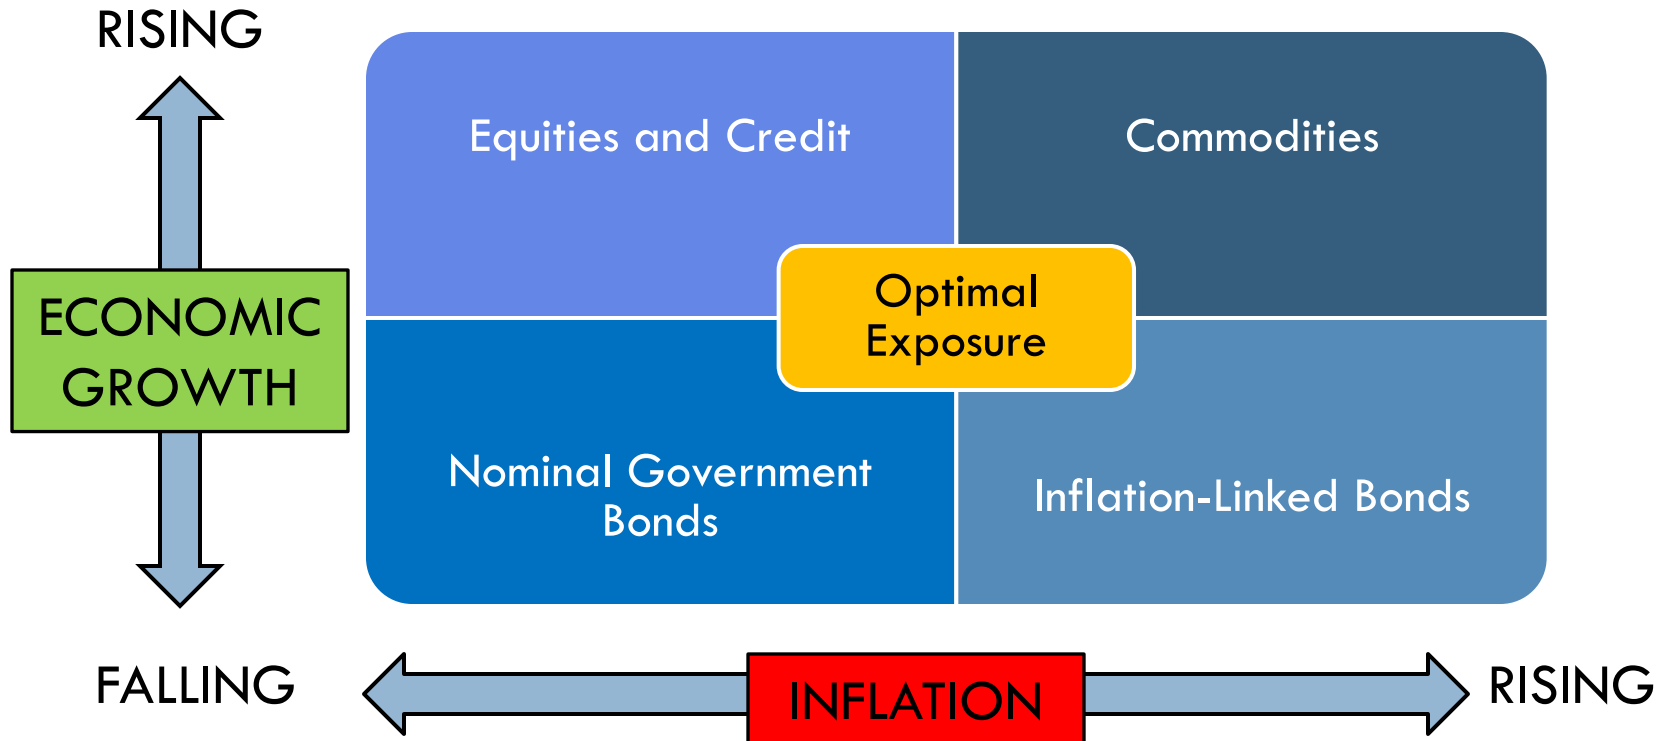 RISING
Equities and Credit
Commodities
Optimal
Exposure
ECONOMIC
GROWTH
Nominal Government
Bonds
Inflation-Linked Bonds
FALLING
INFLATION
RISING